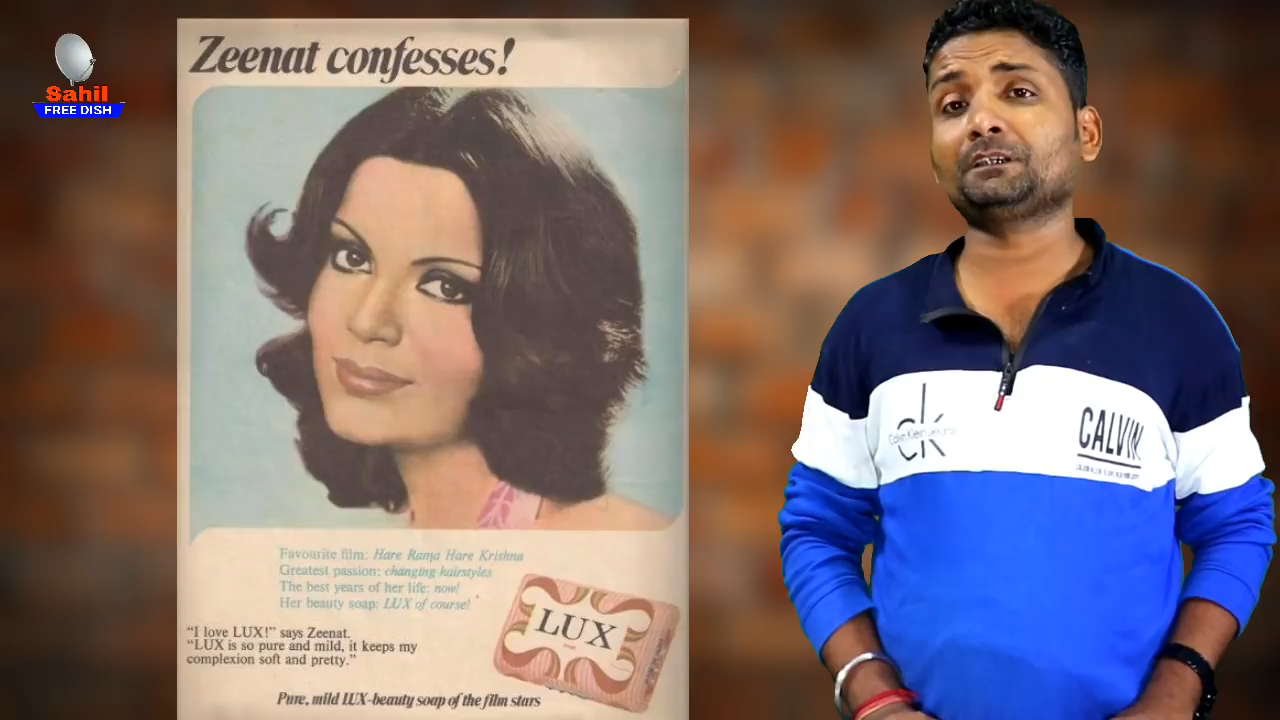 Zeenat confesses!
Sahil
FREE DISH
Favourite film: Hare Rama Hare Krishna
Greatest passion: changing hairstyles
The best years of her life: now!
Her beauty soap: LUX of course!
"I love LUX!" says Zeenat.
"LUX is so pure and mild, it keeps my
complexion soft and pretty."
LUX
Pure, mild LUX-beauty soap of the film stars
ck
Calvin Klein Jeans
CALVIN